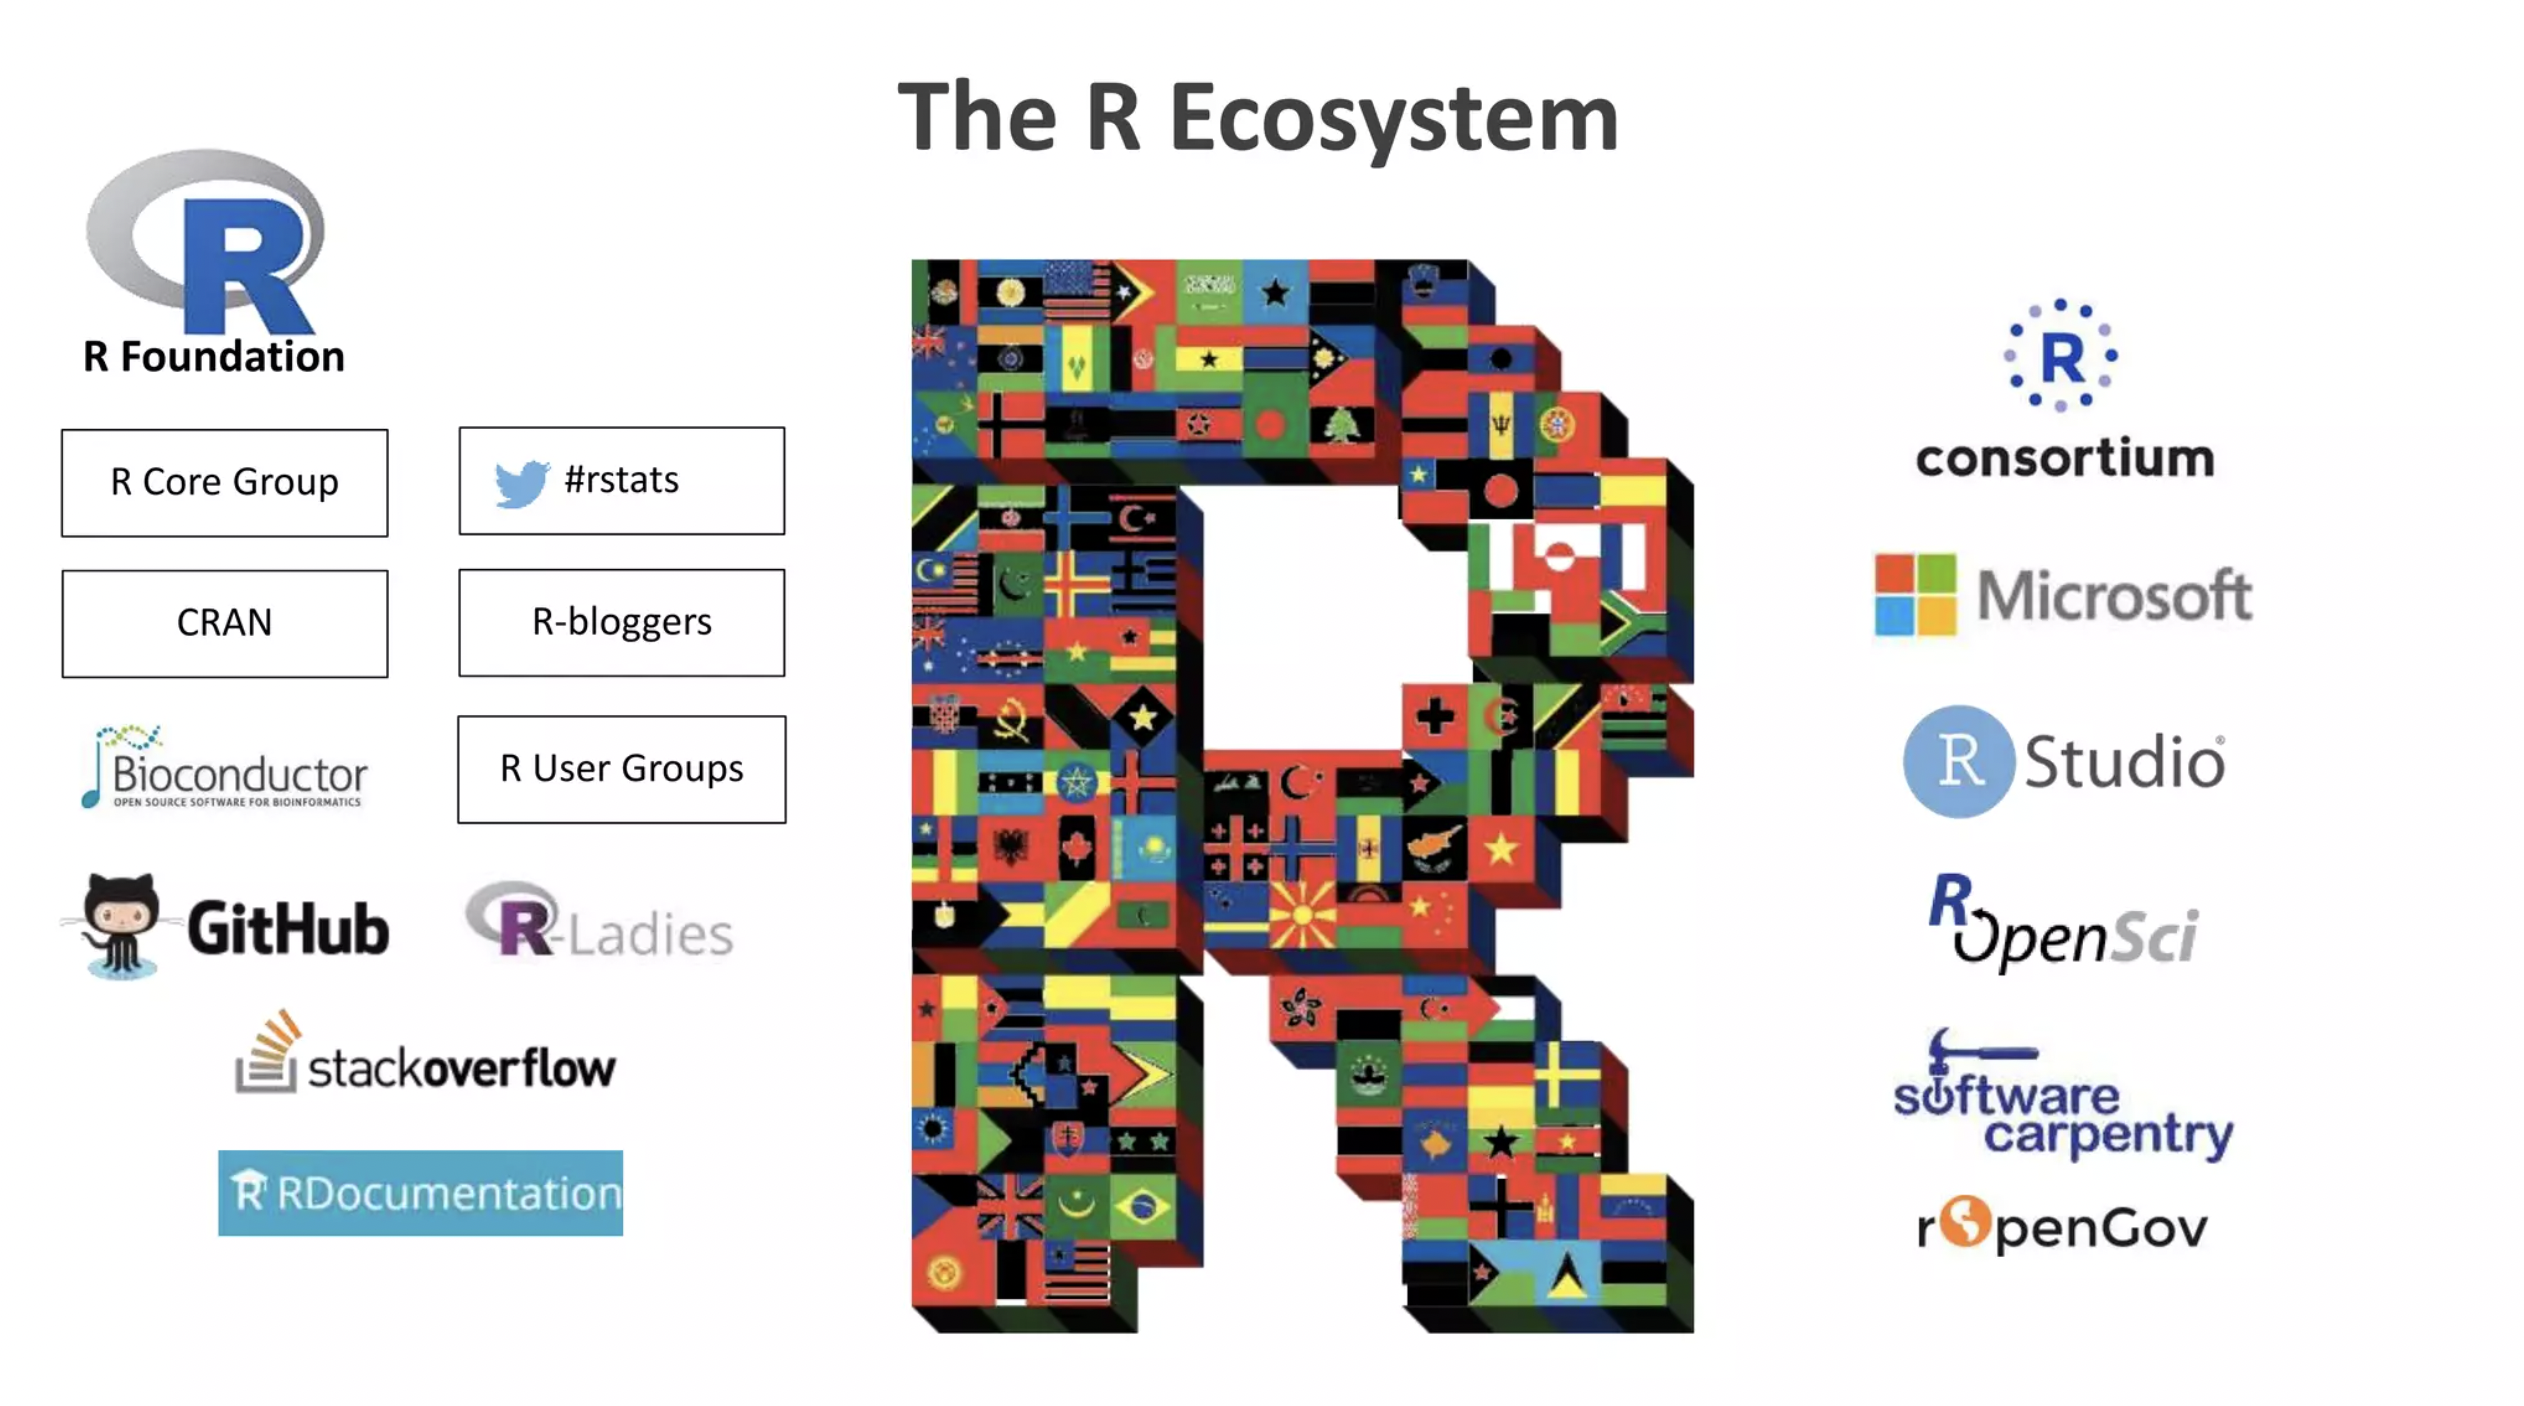 The R Ecosystem
R
R Foundation
R Core Group
#rstats
CRAN
R-bloggers
Bioconductor
OPEN SOURCE SOFTWARE FOR BIOINFORMATICS
R User Groups
GitHub
R-Ladies
stackoverflow
R RDocumentation
R
consortium
Microsoft
R Studio®
R
OpenSci
software
carpentry
rOpenGov